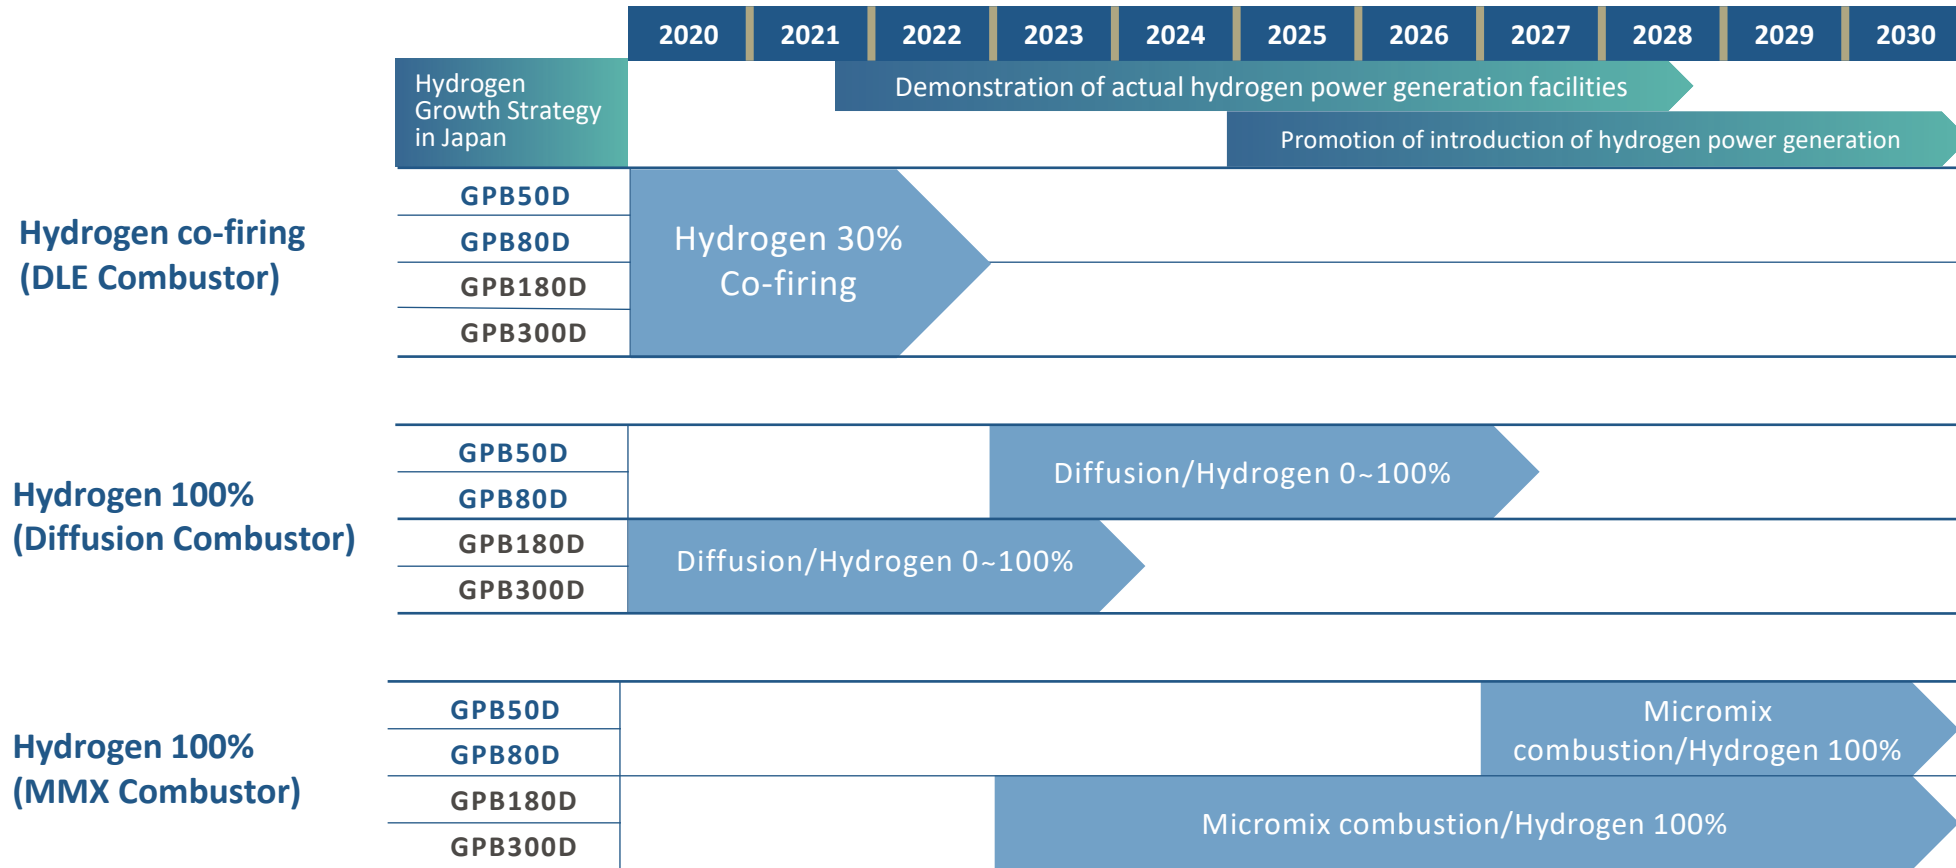 2020 2021 2022 2023 2024 2025 2026 2027 2028 2029 2030
Hydrogen
Growth Strategy
in Japan
Demonstration of actual hydrogen power generation facilities
Promotion of introduction of hydrogen power generation
Hydrogen co-firing
(DLE Combustor)
GPB50D
GPB80D
GPB180D
GPB300D
Hydrogen 30%
Co-firing
Hydrogen 100%
(Diffusion Combustor)
GPB50D
GPB80D
GPB180D
GPB300D
Diffusion/Hydrogen 0~100%
Diffusion/Hydrogen 0~100%
Hydrogen 100%
(MMX Combustor)
GPB50D
GPB80D
GPB180D
GPB300D
Micromix
combustion/Hydrogen 100%
Micromix combustion/Hydrogen 100%